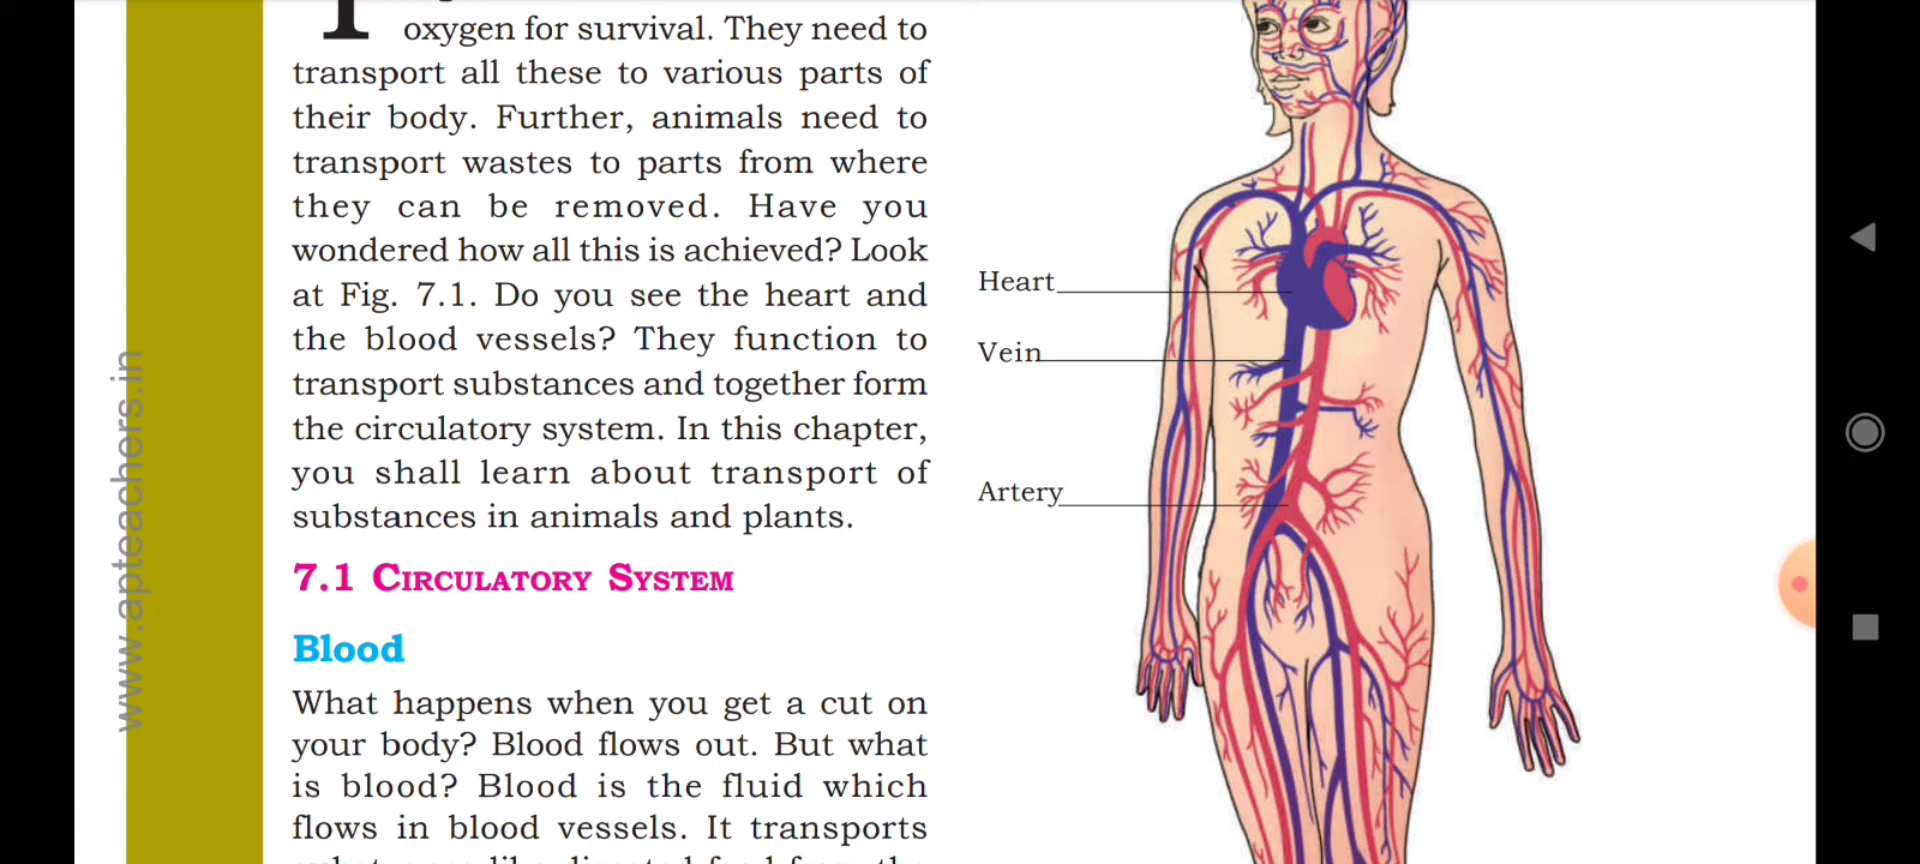 oxygen for survival. They need to
transport all these to various parts of
their body. Further, animals need to
transport wastes to parts from where
they can be removed. Have you
wondered how all this is achieved? Look
at Fig. 7.1. Do you see the heart and
the blood vessels? They function to
transport substances and together form
the circulatory system. In this chapter,
you shall learn about transport of
substances in animals and plants.
7.1 CIRCULATORY SYSTEM
Blood
What happens when you get a cut on
your body? Blood flows out. But what
is blood? Blood is the fluid which
flows in blood vessels. It transports
Heart
Vein
Artery
www.apteachers.in